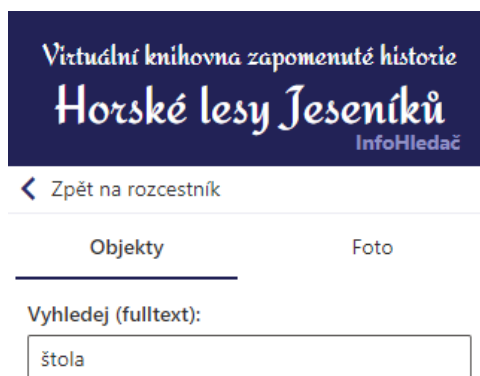 Virtuální knihovna zapomenuté historie
Horské lesy Jeseníků
InfoHledač
Zpět na rozcestník
Objekty Foto
Vyhledej (fulltext):
štola